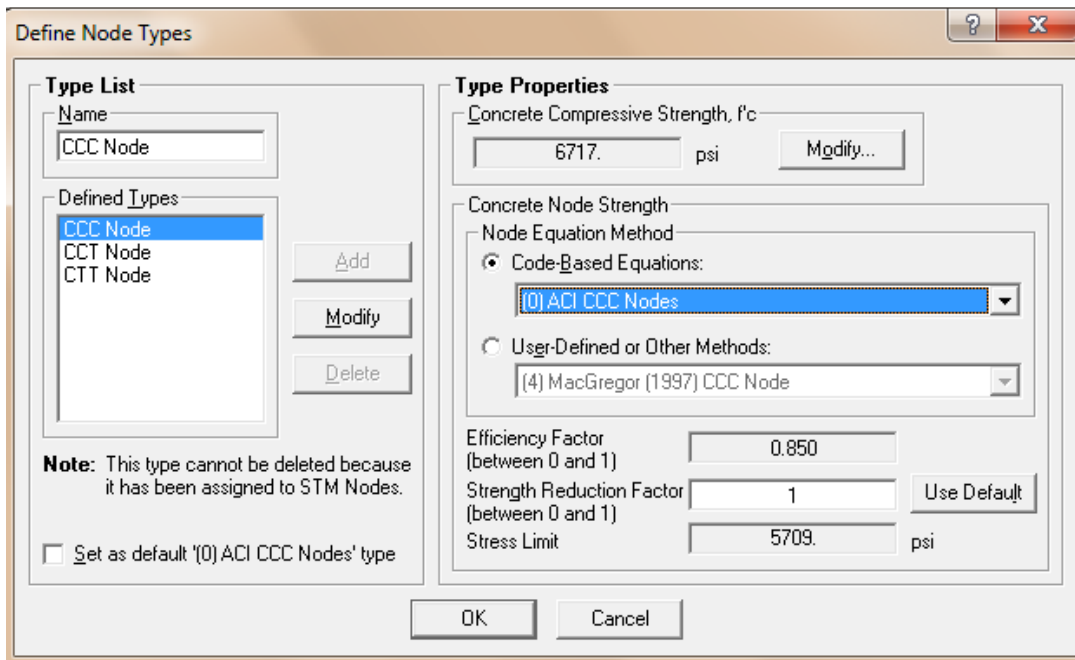 Define Node Types
?
X
Type List
Name
CCC Node
Defined Types
CCC Node
CCT Node
CTT Node
Add
Modify
Delete
Note: This type cannot be deleted because
it has been assigned to STM Nodes.
Set as default '(0) ACI CCC Nodes' type
Type Properties
Concrete Compressive Strength, f'c
6717. psi Modify...
Concrete Node Strength
Node Equation Method
Code-Based Equations:
(0) ACI CCC Nodes
User-Defined or Other Methods:
(4) MacGregor (1997) CCC Node
Efficiency Factor
(between 0 and 1)
0.850
Strength Reduction Factor
(between 0 and 1)
1
Use Default
Stress Limit 5709. psi
OK Cancel